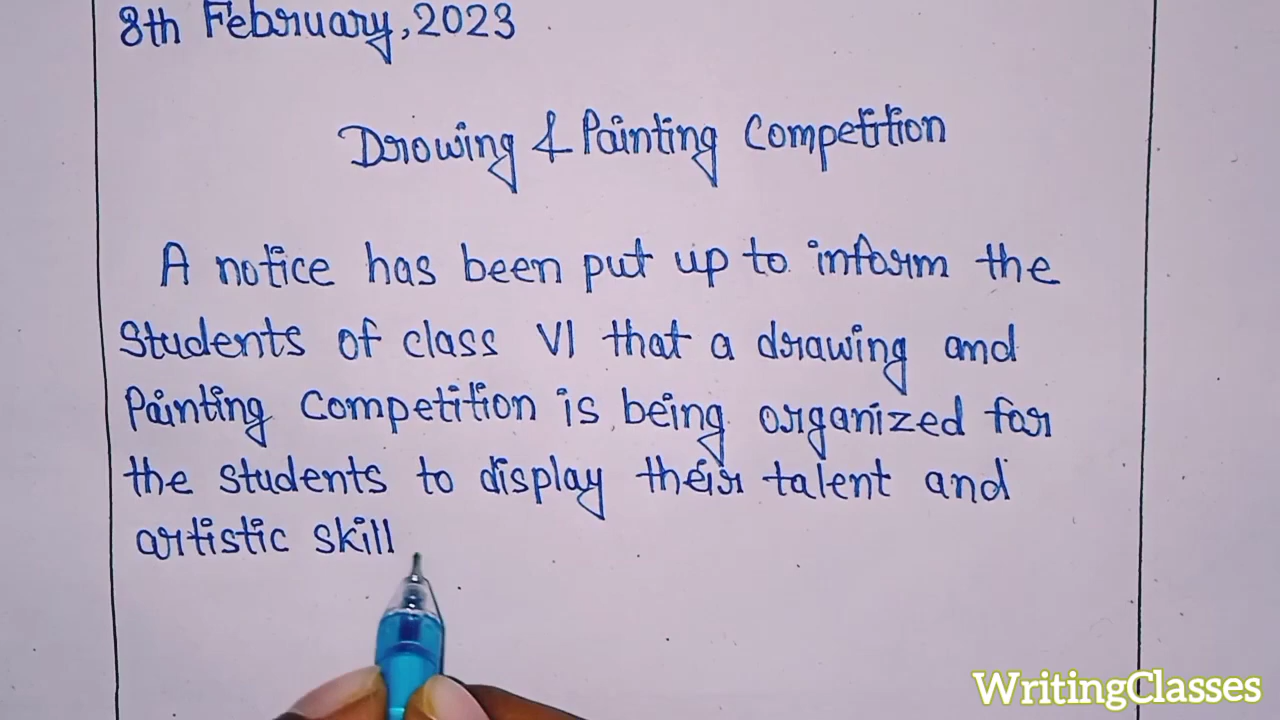 8th February, 2023
Drowing & Painting Competition
A notice has been put up to inform the
Students of class VI that a drawing and
Painting Competition is being organized for
the students to display their talent and
artistic skill
WritingClasses